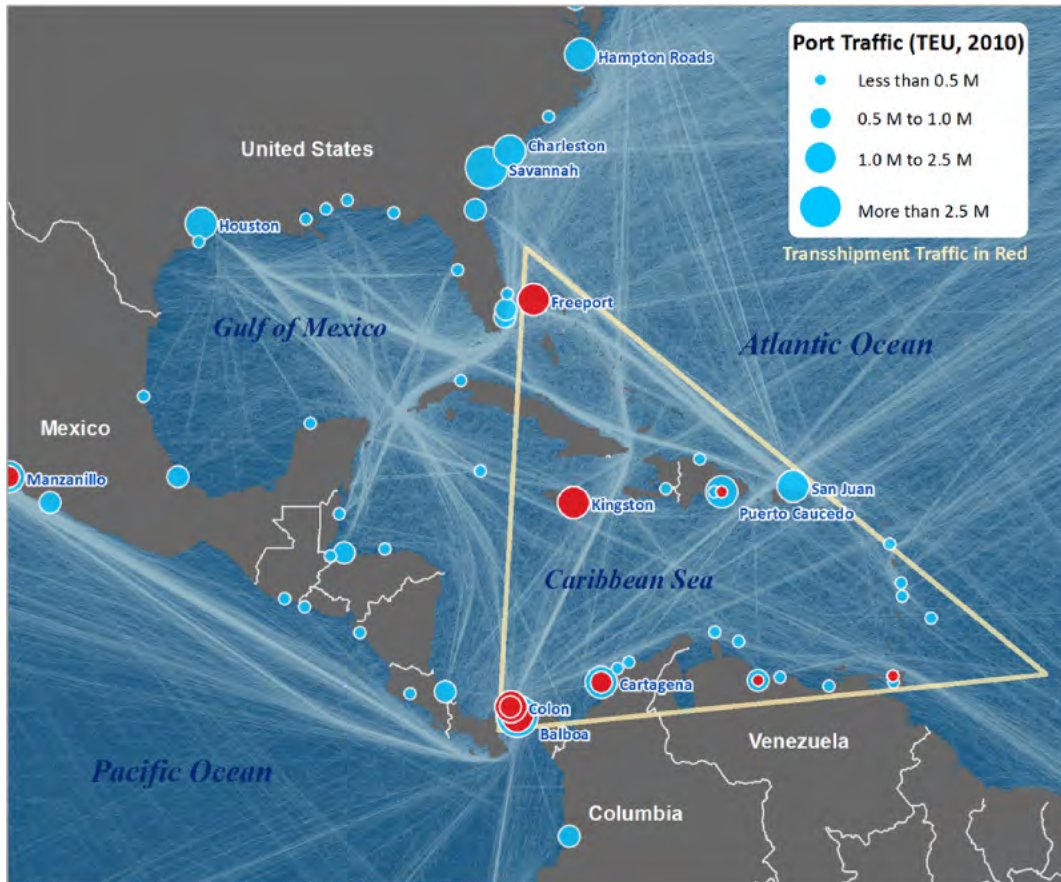 Port Traffic (TEU, 2010)
Less than 0.5 M
0.5 M to 1.0 M
1.0 M to 2.5 M
More than 2.5 M
Transshipment Traffic in Red
Hampton Roads
United States
Charleston
Savannah
Houston
Freeport
Gulf of Mexico
Atlantic Ocean
Mexico
Manzanillo
San Juan
Kingston
Puerto Caucedo
Caribbean Sea
Cartagena
Colon
Balboa
Venezuela
Pacific Ocean
Columbia